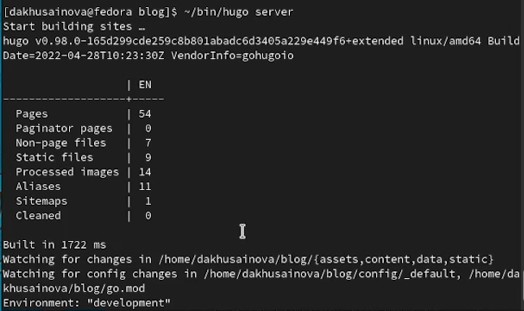 [dakhusainova@fedora blog]$ ~/bin/hugo server
Start building sites …
hugo v0.98.0-165d299cde259c8b801abadc6d3405a229e449f6+extended linux/amd64 Build
Date=2022-04-28T10:23:30Z VendorInfo=gohugoio
| EN
-------------------+-----
Pages | 54
Paginator pages | 0
Non-page files | 7
Static files | 9
Processed images | 14
Aliases | 11
Sitemaps | 1
Cleaned | 0
Built in 1722 ms
Watching for changes in /home/dakhusainova/blog/{assets,content,data,static}
Watching for config changes in /home/dakhusainova/blog/config/_default, /home/da
khusainova/blog/go.mod
Environment: "development"